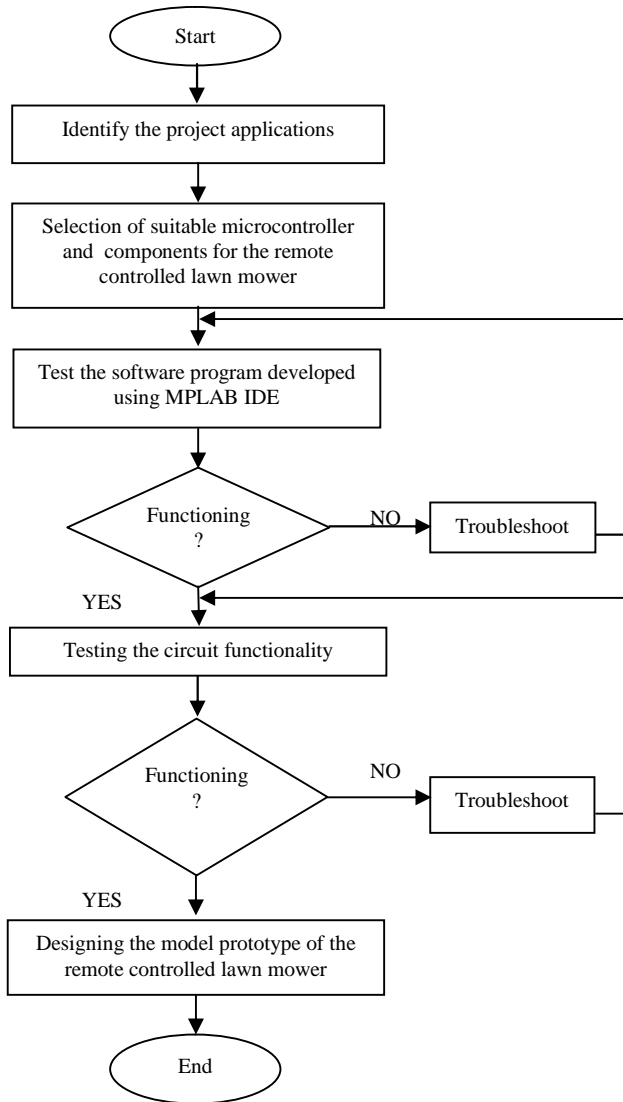 Start
Identify the project applications
Selection of suitable microcontroller
and components for the remote
controlled lawn mower
Test the software program developed
using MPLAB IDE
Functioning
?
NO
Troubleshoot
YES
Testing the circuit functionality
Functioning
?
NO
Troubleshoot
YES
Designing the model prototype of the
remote controlled lawn mower
End